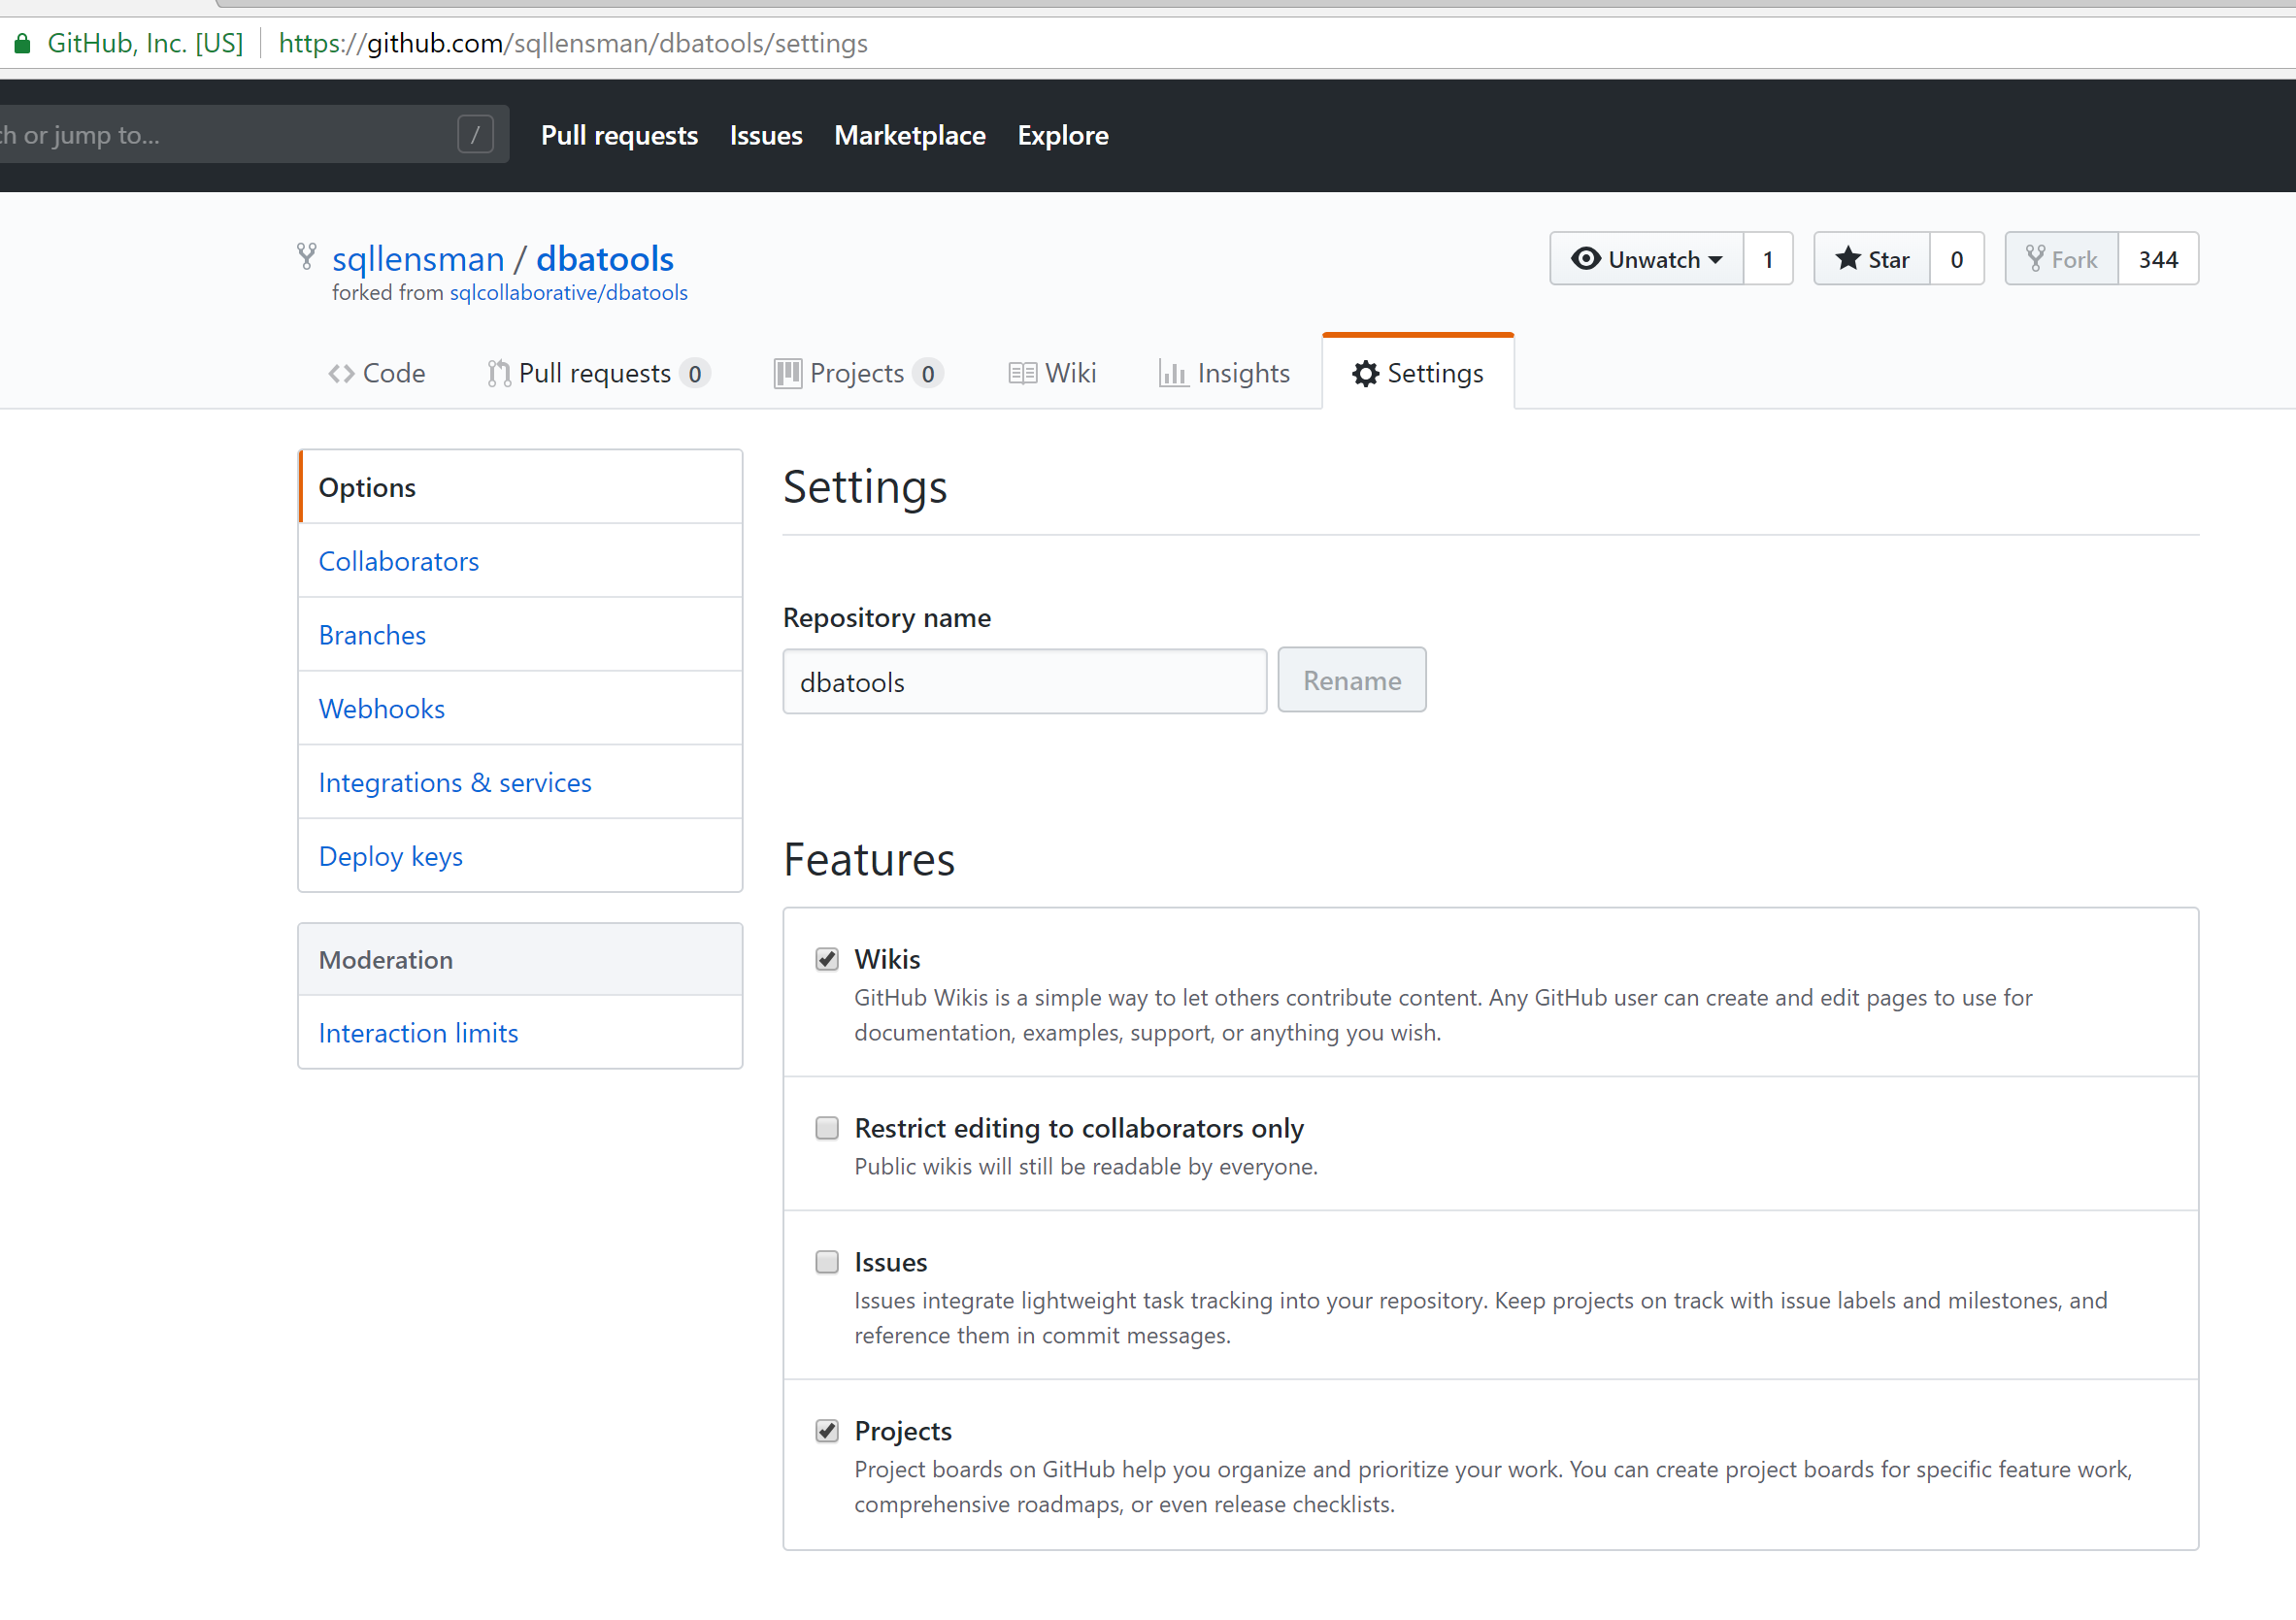 GitHub, Inc. [US] https://github.com/sqllensman/dbatools/settings
or jump to... / Pull requests Issues Marketplace Explore
sqllensman / dbatools Unwatch 1 Star 0 Fork 344
forked from sqlcollaborative/dbatools
Code Pull requests 0 Projects 0 Wiki Insights Settings
Options
Collaborators
Branches
Webhooks
Integrations & services
Deploy keys
Moderation
Interaction limits
Settings
Repository name
dbatools Rename
Features
Wikis
GitHub Wikis is a simple way to let others contribute content. Any GitHub user can create and edit pages to use for
documentation, examples, support, or anything you wish.
Restrict editing to collaborators only
Public wikis will still be readable by everyone.
Issues
Issues integrate lightweight task tracking into your repository. Keep projects on track with issue labels and milestones, and
reference them in commit messages.
Projects
Project boards on GitHub help you organize and prioritize your work. You can create project boards for specific feature work,
comprehensive roadmaps, or even release checklists.